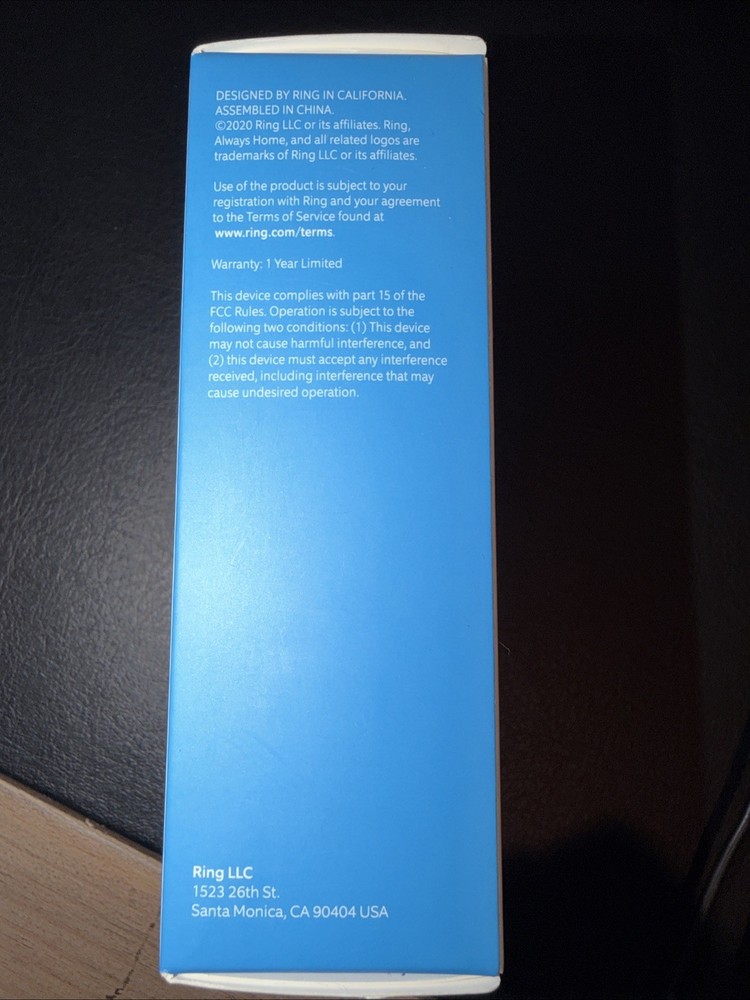 DESIGNED BY RING IN CALIFORNIA.
ASSEMBLED IN CHINA.
©2020 Ring LLC or its affiliates. Ring,
Always Home, and all related logos are
trademarks of Ring LLC or its affiliates.
Use of the product is subject to your
registration with Ring and your agreement
to the Terms of Service found at
www.ring.com/terms.
Warranty: 1 Year Limited
This device complies with part 15 of the
FCC Rules. Operation is subject to the
following two conditions: (1) This device
may not cause harmful interference, and
(2) this device must accept any interference
received, including interference that may
cause undesired operation.
Ring LLC
1523 26th St.
Santa Monica, CA 90404 USA